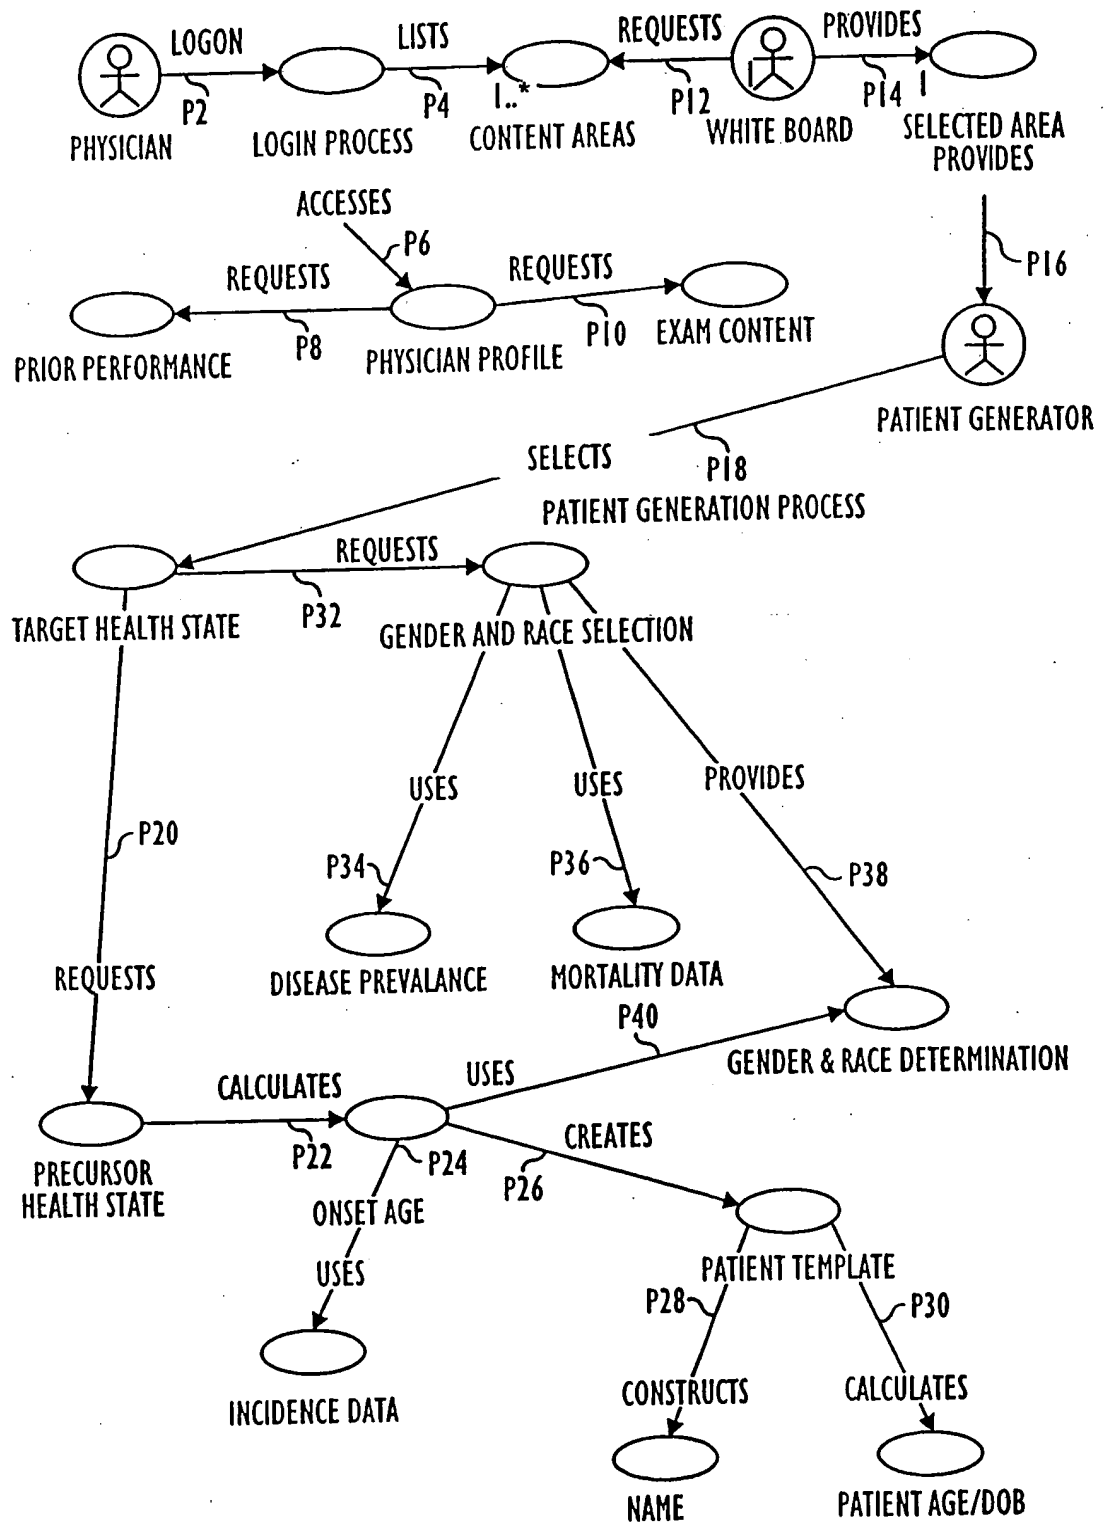 LOGON
LISTS
REQUESTS
PROVIDES
P2
P4
1..*
P12
P14
1
PHYSICIAN
LOGIN PROCESS
CONTENT AREAS
WHITE BOARD
SELECTED AREA
PROVIDES
ACCESSES
P6
P16
REQUESTS
REQUESTS
P8
P10
PRIOR PERFORMANCE
PHYSICIAN PROFILE
EXAM CONTENT
PATIENT GENERATOR
SELECTS
P18
PATIENT GENERATION PROCESS
REQUESTS
P32
TARGET HEALTH STATE
GENDER AND RACE SELECTION
USES
USES
PROVIDES
P20
P34
P36
P38
REQUESTS
DISEASE PREVALANCE
MORTALITY DATA
P40
GENDER & RACE DETERMINATION
CALCULATES
USES
P22
P24
CREATES
P26
PRECURSOR
HEALTH STATE
ONSET AGE
USES
PATIENT TEMPLATE
P28
P30
INCIDENCE DATA
CONSTRUCTS
CALCULATES
NAME
PATIENT AGE/DOB